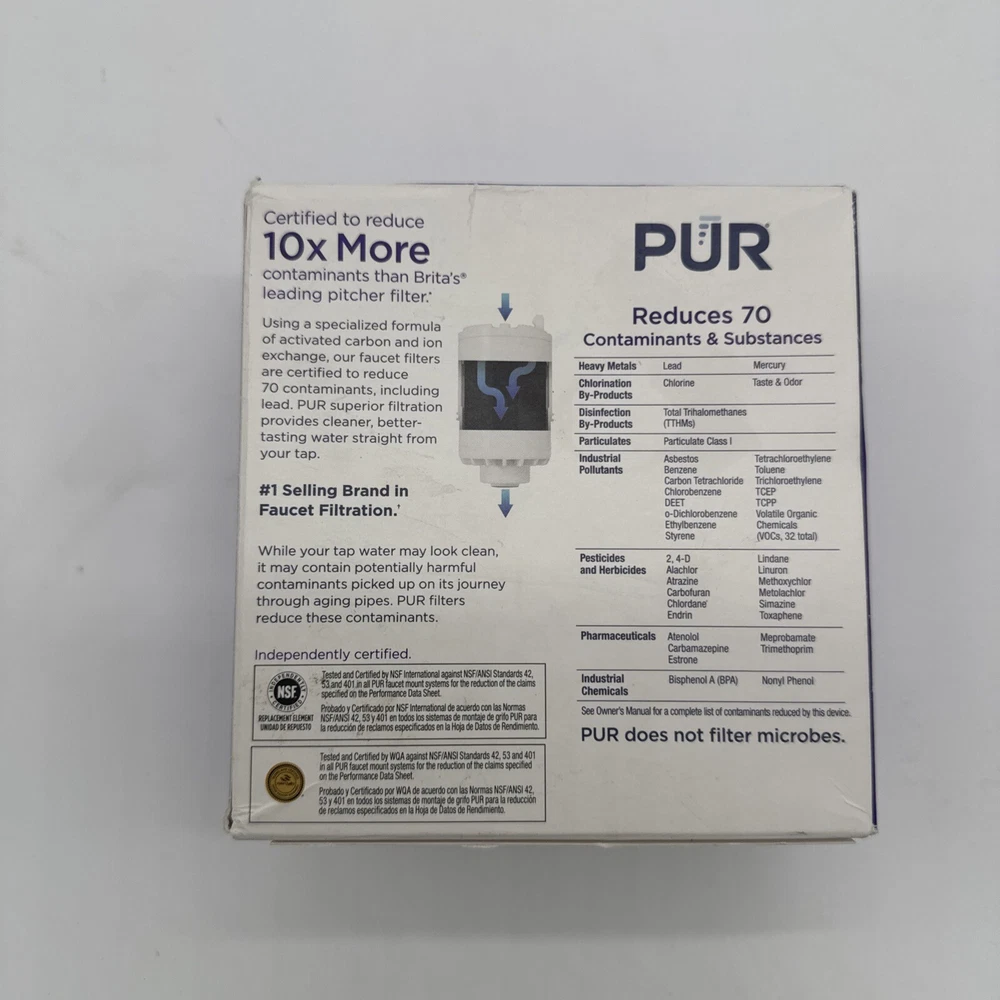 Certified to reduce
10x More
contaminants than Brita's®
leading pitcher filter.*
Using a specialized formula
of activated carbon and ion
exchange, our faucet filters
are certified to reduce
70 contaminants, including
lead. PUR superior filtration
provides cleaner, better-
tasting water straight from
your tap.
#1 Selling Brand in
Faucet Filtration.†
While your tap water may look clean,
it may contain potentially harmful
contaminants picked up on its journey
through aging pipes. PUR filters
reduce these contaminants.
Independently certified.
INDEPENDENTLY
NSF
CERTIFIED
REPLACEMENT ELEMENT
UNIDAD DE REPUESTO
Tested and Certified by NSF International against NSF/ANSI Standards 42,
53 and 401 in all PUR faucet mount systems for the reduction of the claims
specified on the Performance Data Sheet.
Probado y Certificado por NSF International de acuerdo con las Normas
NSF/ANSI 42, 53 y 401 en todos los sistemas de montaje de grifo PUR para
la reducción de reclamos especificados en la Hoja de Datos de Rendimiento.
Tested and Certified by WQA against NSF/ANSI Standards 42, 53 and 401
in all PUR faucet mount systems for the reduction of the claims specified
on the Performance Data Sheet.
Probado y Certificado por WQA de acuerdo con las Normas NSF/ANSI 42,
53 y 401 en todos los sistemas de montaje de grifo PUR para la reducción
de reclamos especificados en la Hoja de Datos de Rendimiento.
PŪR
Reduces 70
Contaminants & Substances
Heavy Metals Lead Mercury
Chlorination Chlorine Taste & Odor
By-Products
Disinfection Total Trihalomethanes
By-Products (TTHMs)
Particulates Particulate Class I
Industrial Asbestos Tetrachloroethylene
Pollutants Benzene Toluene
Carbon Tetrachloride Trichloroethylene
Chlorobenzene TCEP
DEET TCPP
o-Dichlorobenzene Volatile Organic
Ethylbenzene Chemicals
Styrene (VOCs, 32 total)
Pesticides 2, 4-D Lindane
and Herbicides Alachlor Linuron
Atrazine Methoxychlor
Carbofuran Metolachlor
Chlordane Simazine
Endrin Toxaphene
Pharmaceuticals Atenolol Meprobamate
Carbamazepine Trimethoprim
Estrone
Industrial Bisphenol A (BPA) Nonyl Phenol
Chemicals
See Owner's Manual for a complete list of contaminants reduced by this device.
PUR does not filter microbes.